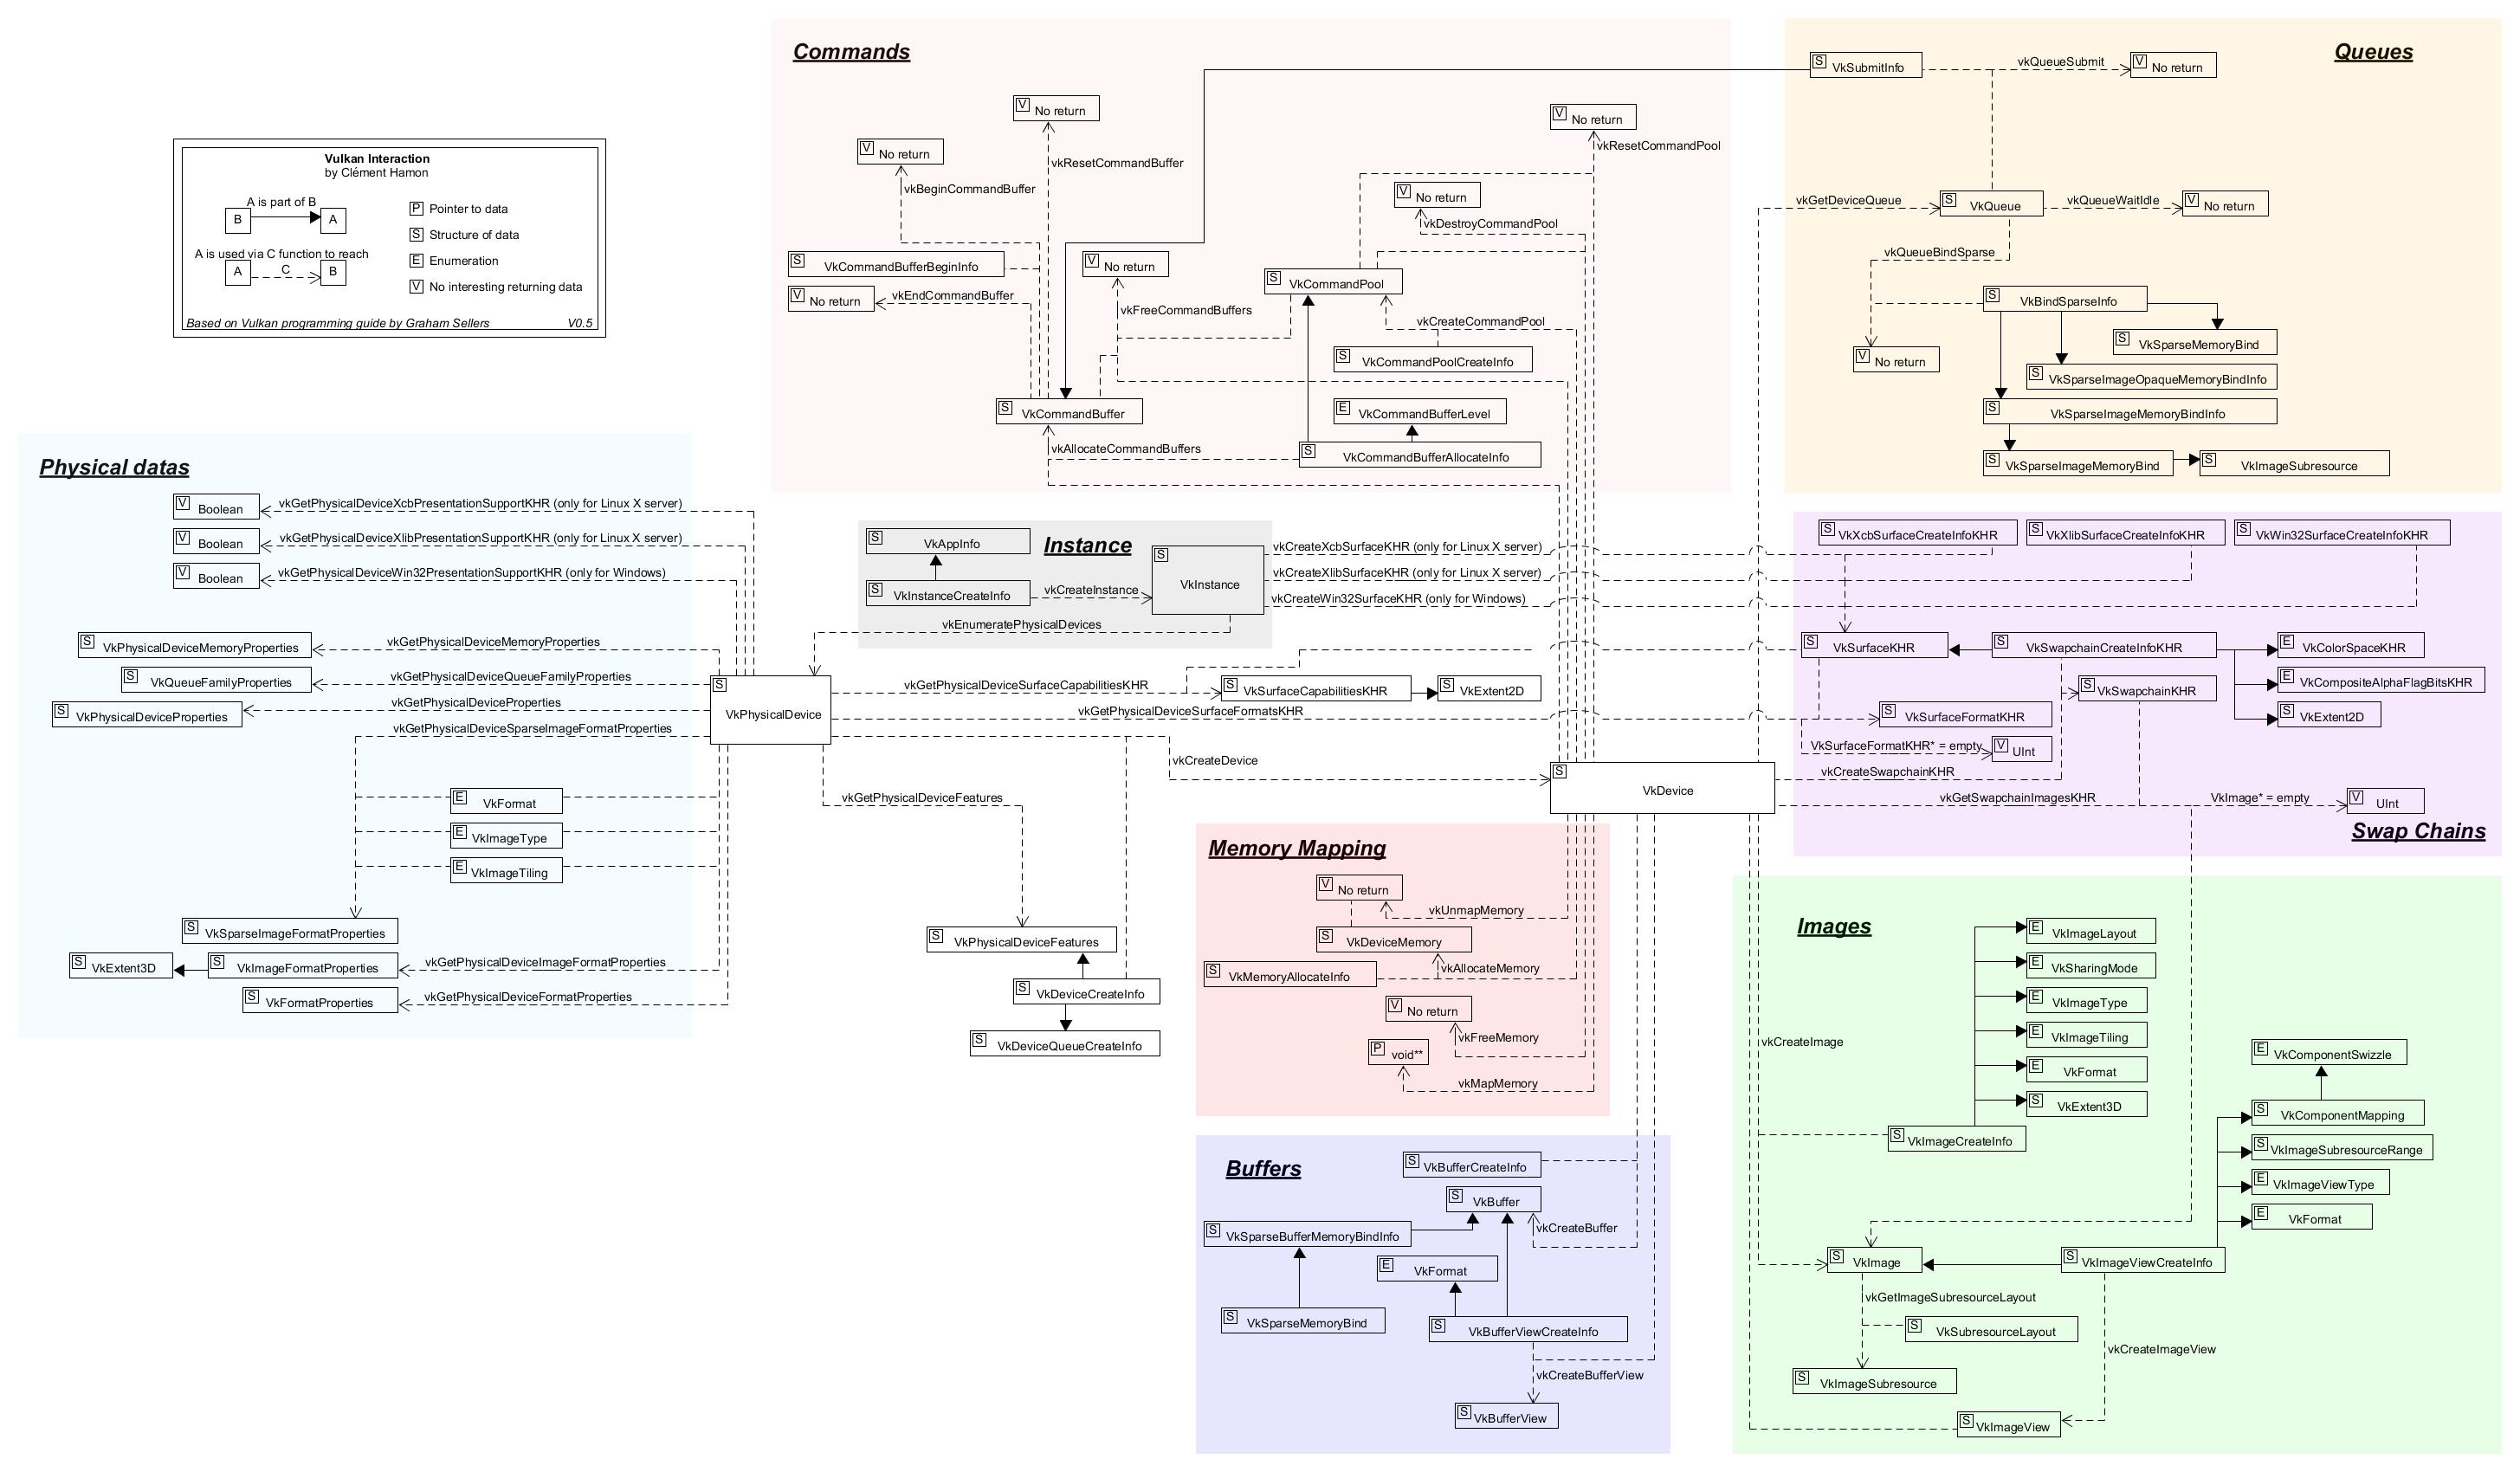 Vulkan Interaction
by Clément Hamon
A is part of B
B
A
A is used via C function to reach
A
C
B
P Pointer to data
S Structure of data
E Enumeration
V No interesting returning data
Based on Vulkan programming guide by Graham Sellers V0.5
Commands
V No return
vkResetCommandBuffer
V No return
vkBeginCommandBuffer
S VkCommandBufferBeginInfo
V No return
vkEndCommandBuffer
V No return
vkFreeCommandBuffers
V No return
vkResetCommandPool
V No return
vkDestroyCommandPool
S VkCommandPool
vkCreateCommandPool
S VkCommandPoolCreateInfo
S VkCommandBuffer
E VkCommandBufferLevel
vkAllocateCommandBuffers
S VkCommandBufferAllocateInfo
Queues
S VkSubmitInfo
vkQueueSubmit
V No return
vkGetDeviceQueue
S VkQueue
vkQueueWaitIdle
V No return
vkQueueBindSparse
S VkBindSparseInfo
S VkSparseMemoryBind
V No return
S VkSparseImageOpaqueMemoryBindInfo
S VkSparseImageMemoryBindInfo
S VkSparseImageMemoryBind
S VkImageSubresource
Physical datas
V Boolean
vkGetPhysicalDeviceXcbPresentationSupportKHR (only for Linux X server)
V Boolean
vkGetPhysicalDeviceXlibPresentationSupportKHR (only for Linux X server)
V Boolean
vkGetPhysicalDeviceWin32PresentationSupportKHR (only for Windows)
S VkPhysicalDeviceMemoryProperties
vkGetPhysicalDeviceMemoryProperties
S VkQueueFamilyProperties
vkGetPhysicalDeviceQueueFamilyProperties
S VkPhysicalDeviceProperties
vkGetPhysicalDeviceProperties
vkGetPhysicalDeviceSparseImageFormatProperties
E VkFormat
E VkImageType
E VkImageTiling
S VkSparseImageFormatProperties
S VkExtent3D
S VkImageFormatProperties
vkGetPhysicalDeviceImageFormatProperties
S VkFormatProperties
vkGetPhysicalDeviceFormatProperties
Instance
S VkAppInfo
S VkInstanceCreateInfo
vkCreateInstance
S VkInstance
vkEnumeratePhysicalDevices
vkCreateXcbSurfaceKHR (only for Linux X server)
vkCreateXlibSurfaceKHR (only for Linux X server)
vkCreateWin32SurfaceKHR (only for Windows)
S VkPhysicalDevice
vkGetPhysicalDeviceSurfaceCapabilitiesKHR
S VkSurfaceCapabilitiesKHR
S VkExtent2D
vkGetPhysicalDeviceSurfaceFormatsKHR
vkCreateDevice
vkGetPhysicalDeviceFeatures
S VkPhysicalDeviceFeatures
S VkDeviceCreateInfo
S VkDeviceQueueCreateInfo
S VkDevice
S VkXcbSurfaceCreateInfoKHR
S VkXlibSurfaceCreateInfoKHR
S VkWin32SurfaceCreateInfoKHR
S VkSurfaceKHR
S VkSwapchainCreateInfoKHR
E VkColorSpaceKHR
S VkSwapchainKHR
E VkCompositeAlphaFlagBitsKHR
S VkSurfaceFormatKHR
S VkExtent2D
VkSurfaceFormatKHR* = empty
V UInt
vkCreateSwapchainKHR
vkGetSwapchainImagesKHR
VkImage* = empty
V UInt
Swap Chains
Memory Mapping
V No return
vkUnmapMemory
S VkDeviceMemory
S VkMemoryAllocateInfo
vkAllocateMemory
V No return
vkFreeMemory
P void**
vkMapMemory
Buffers
S VkBufferCreateInfo
S VkBuffer
S VkSparseBufferMemoryBindInfo
vkCreateBuffer
E VkFormat
S VkSparseMemoryBind
S VkBufferViewCreateInfo
vkCreateBufferView
S VkBufferView
Images
E VkImageLayout
E VkSharingMode
E VkImageType
E VkImageTiling
E VkFormat
S VkExtent3D
vkCreateImage
S VkImageCreateInfo
E VkComponentSwizzle
S VkComponentMapping
S VkImageSubresourceRange
E VkImageViewType
E VkFormat
S VkImage
S VkImageViewCreateInfo
vkGetImageSubresourceLayout
S VkSubresourceLayout
vkCreateImageView
S VkImageSubresource
S VkImageView